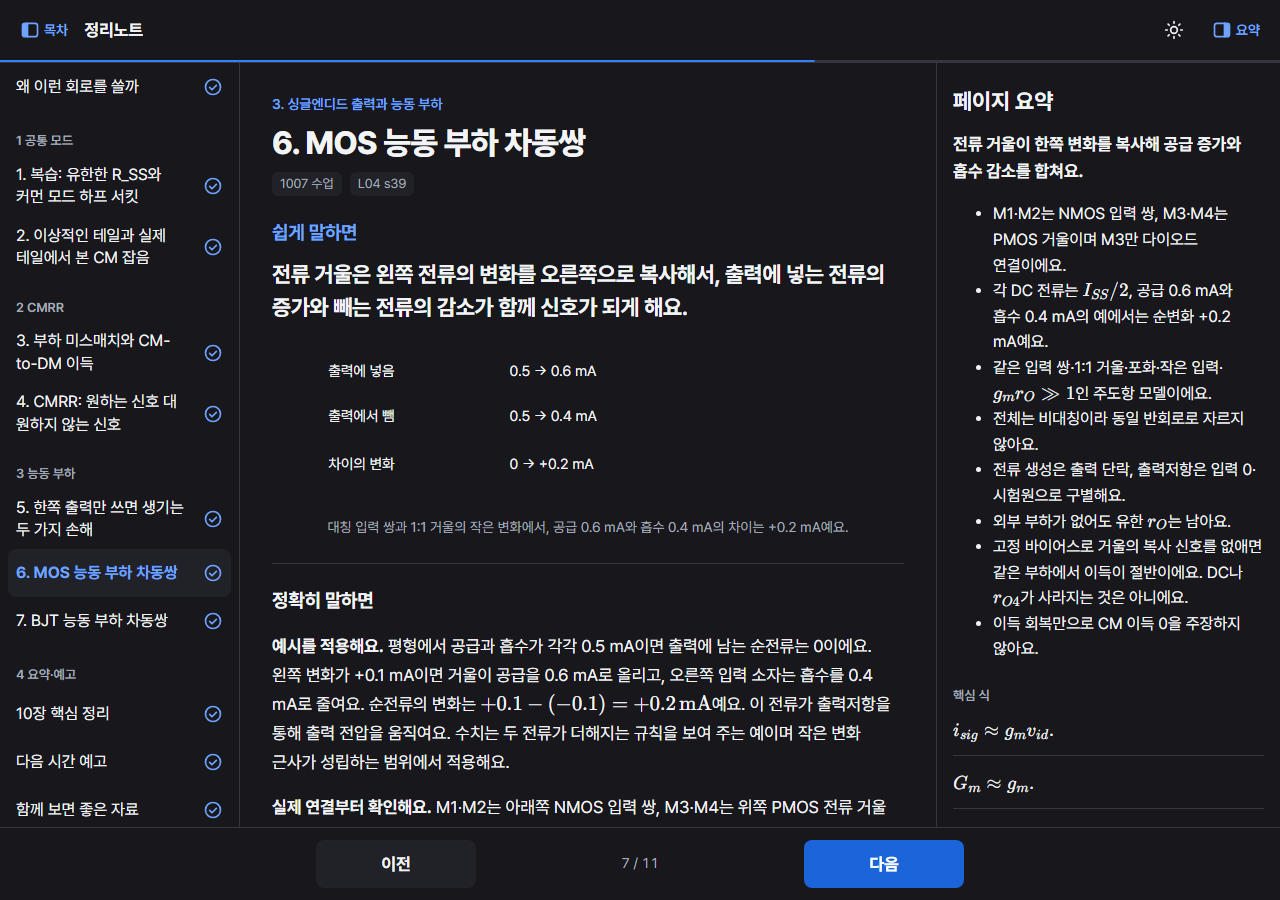 목차
정리노트
요약
왜 이런 회로를 쓸까
1 공통 모드
1. 복습: 유한한 R_SS와
커먼 모드 하프 서킷
2. 이상적인 테일과 실제
테일에서 본 CM 잡음
2 CMRR
3. 부하 미스매치와 CM-
to-DM 이득
4. CMRR: 원하는 신호 대
원하지 않는 신호
3 능동 부하
5. 한쪽 출력만 쓰면 생기는
두 가지 손해
6. MOS 능동 부하 차동쌍
7. BJT 능동 부하 차동쌍
4 요약·예고
10장 핵심 정리
다음 시간 예고
함께 보면 좋은 자료
3. 싱글엔디드 출력과 능동 부하
6. MOS 능동 부하 차동쌍
1007 수업
L04 s39
쉽게 말하면
전류 거울은 왼쪽 전류의 변화를 오른쪽으로 복사해서, 출력에 넣는 전류의
증가와 빼는 전류의 감소가 함께 신호가 되게 해요.
출력에 넣음 0.5 → 0.6 mA
출력에서 뺌 0.5 → 0.4 mA
차이의 변화 0 → +0.2 mA
대칭 입력 쌍과 1:1 거울의 작은 변화에서, 공급 0.6 mA와 흡수 0.4 mA의 차이는 +0.2 mA예요.
정확히 말하면
예시를 적용해요. 평형에서 공급과 흡수가 각각 0.5 mA이면 출력에 남는 순전류는 0이에요.
왼쪽 변화가 +0.1 mA이면 거울이 공급을 0.6 mA로 올리고, 오른쪽 입력 소자는 흡수를 0.4
mA로 줄여요. 순전류의 변화는 +0.1 − (−0.1) = +0.2 mA예요. 이 전류가 출력저항을
통해 출력 전압을 움직여요. 수치는 두 전류가 더해지는 규칙을 보여 주는 예이며 작은 변화
근사가 성립하는 범위에서 적용해요.
실제 연결부터 확인해요. M1·M2는 아래쪽 NMOS 입력 쌍, M3·M4는 위쪽 PMOS 전류 거울
페이지 요약
전류 거울이 한쪽 변화를 복사해 공급 증가와
흡수 감소를 합쳐요.
• M1·M2는 NMOS 입력 쌍, M3·M4는
PMOS 거울이며 M3만 다이오드
연결이에요.
• 각 DC 전류는 I_{SS}/2, 공급 0.6 mA와
흡수 0.4 mA의 예에서는 순변화 +0.2
mA예요.
• 같은 입력 쌍·1:1 거울·포화·작은 입력·
g_m r_O ≫ 1인 주도항 모델이에요.
• 전체는 비대칭이라 동일 반회로로 자르지
않아요.
• 전류 생성은 출력 단락, 출력저항은 입력 0·
시험원으로 구별해요.
• 외부 부하가 없어도 유한 r_O는 남아요.
• 고정 바이어스로 거울의 복사 신호를 없애면
같은 부하에서 이득이 절반이에요. DC나
r_{O4}가 사라지는 것은 아니에요.
• 이득 회복만으로 CM 이득 0을 주장하지
않아요.
핵심 식
i_{sig} ≈ g_m v_{id}.
G_m ≈ g_m.
이전
7 / 11
다음